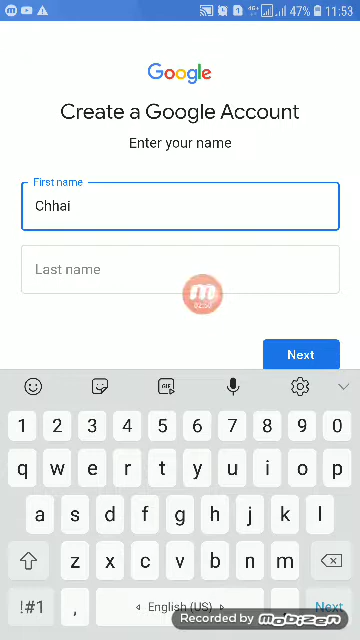 47% 11:53
Google
Create a Google Account
Enter your name
First name
Chhai
Last name
Next
GIF
1 2 3 4 5 6 7 8 9 0
q w e r t y u i o p
a s d f g h j k l
z x c v b n m
!#1 , English (US) . Next
Recorded by mobizen